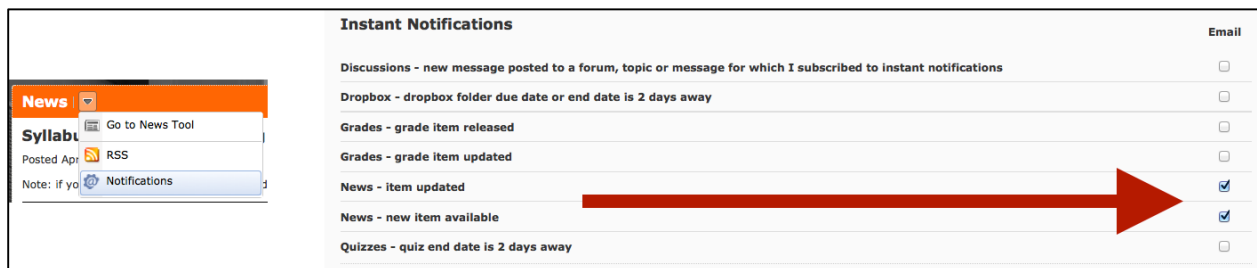 News
Go to News Tool
Syllabu
RSS
Posted Apr
Notifications
Note: if yo
Instant Notifications
Email
Discussions - new message posted to a forum, topic or message for which I subscribed to instant notifications
Dropbox - dropbox folder due date or end date is 2 days away
Grades - grade item released
Grades - grade item updated
News - item updated
News - new item available
Quizzes - quiz end date is 2 days away